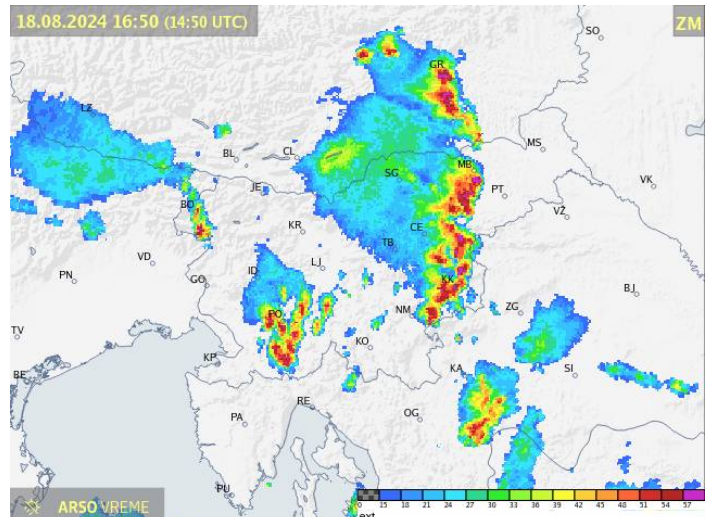 18.08.2024 16:50 (14:50 UTC)
ZM
SO
GR
LZ
BL
CL
MB
MS
SG
PT
VK
JE
BO
VŽ
KR
CE
TB
VD
ID
LJ
KK
PN
GO
BJ
PO
NM
ZG
TV
KO
KP
BE
KA
SI
RE
PA
OG
PU
ARSO VREME
0 15 18 21 24 27 30 33 36 39 42 45 48 51 54 57
ext